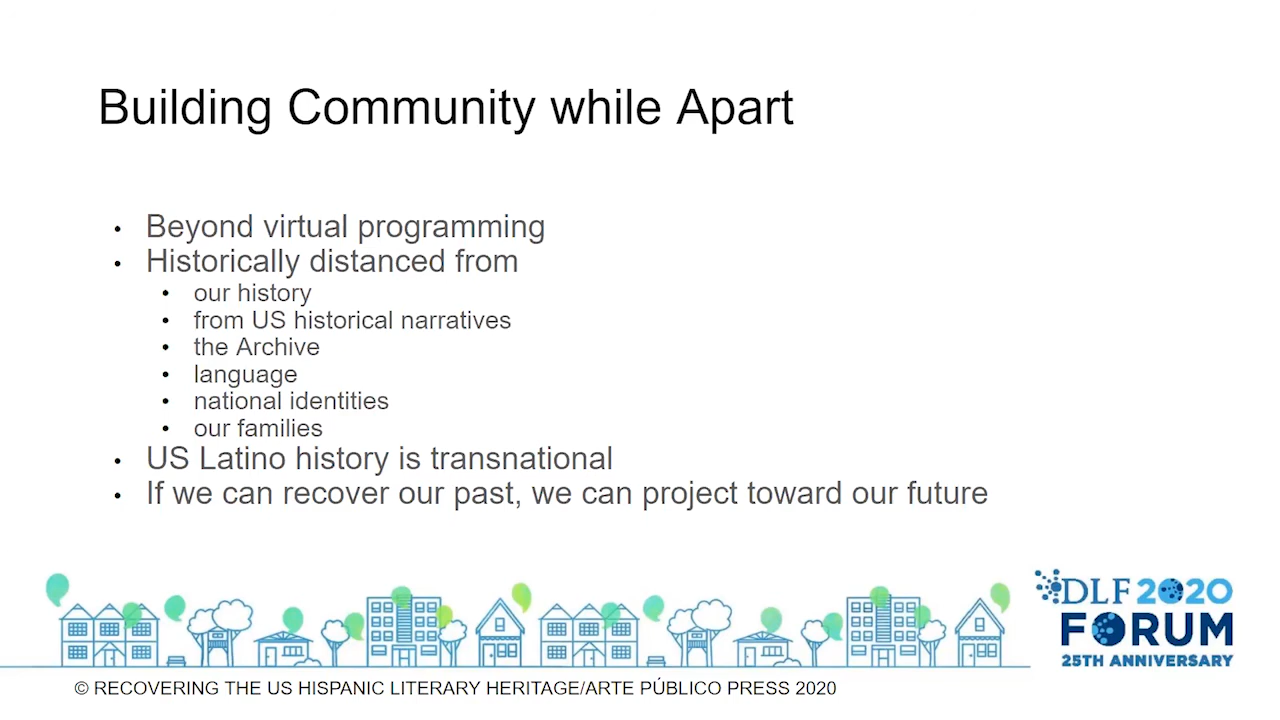 Building Community while Apart
• Beyond virtual programming
• Historically distanced from
• our history
• from US historical narratives
• the Archive
• language
• national identities
• our families
• US Latino history is transnational
• If we can recover our past, we can project toward our future
DLF 2020
FORUM
25TH ANNIVERSARY
© RECOVERING THE US HISPANIC LITERARY HERITAGE/ARTE PÚBLICO PRESS 2020